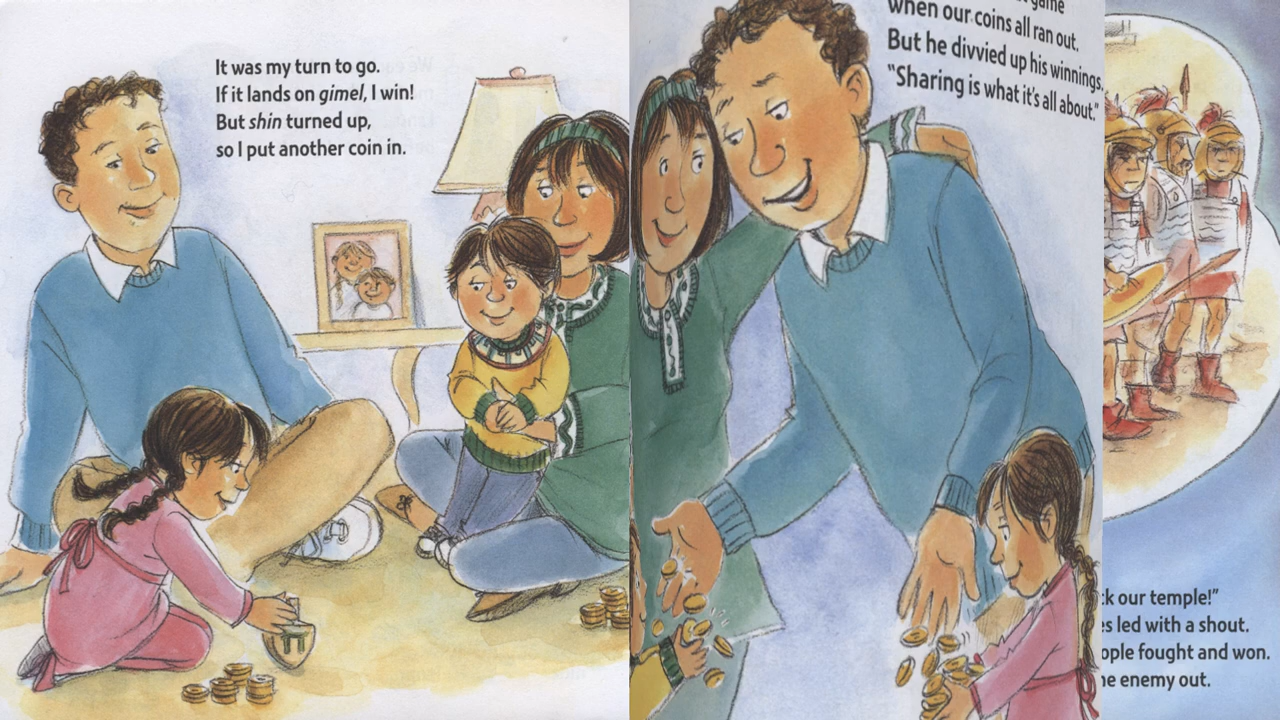 It was my turn to go.
If it lands on gimel, I win!
But shin turned up,
so I put another coin in.
game
when our coins all ran out.
But he divvied up his winnings.
“Sharing is what it’s all about.”
our temple!”
led with a shout.
fought and won.
enemy out.